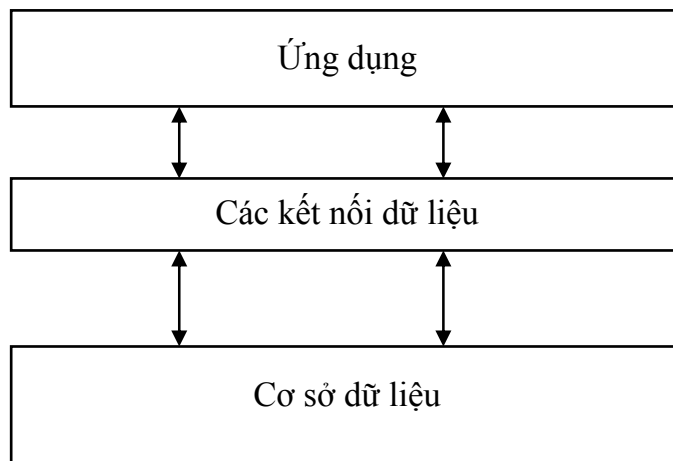 Ứng dụng
Các kết nối dữ liệu
Cơ sở dữ liệu